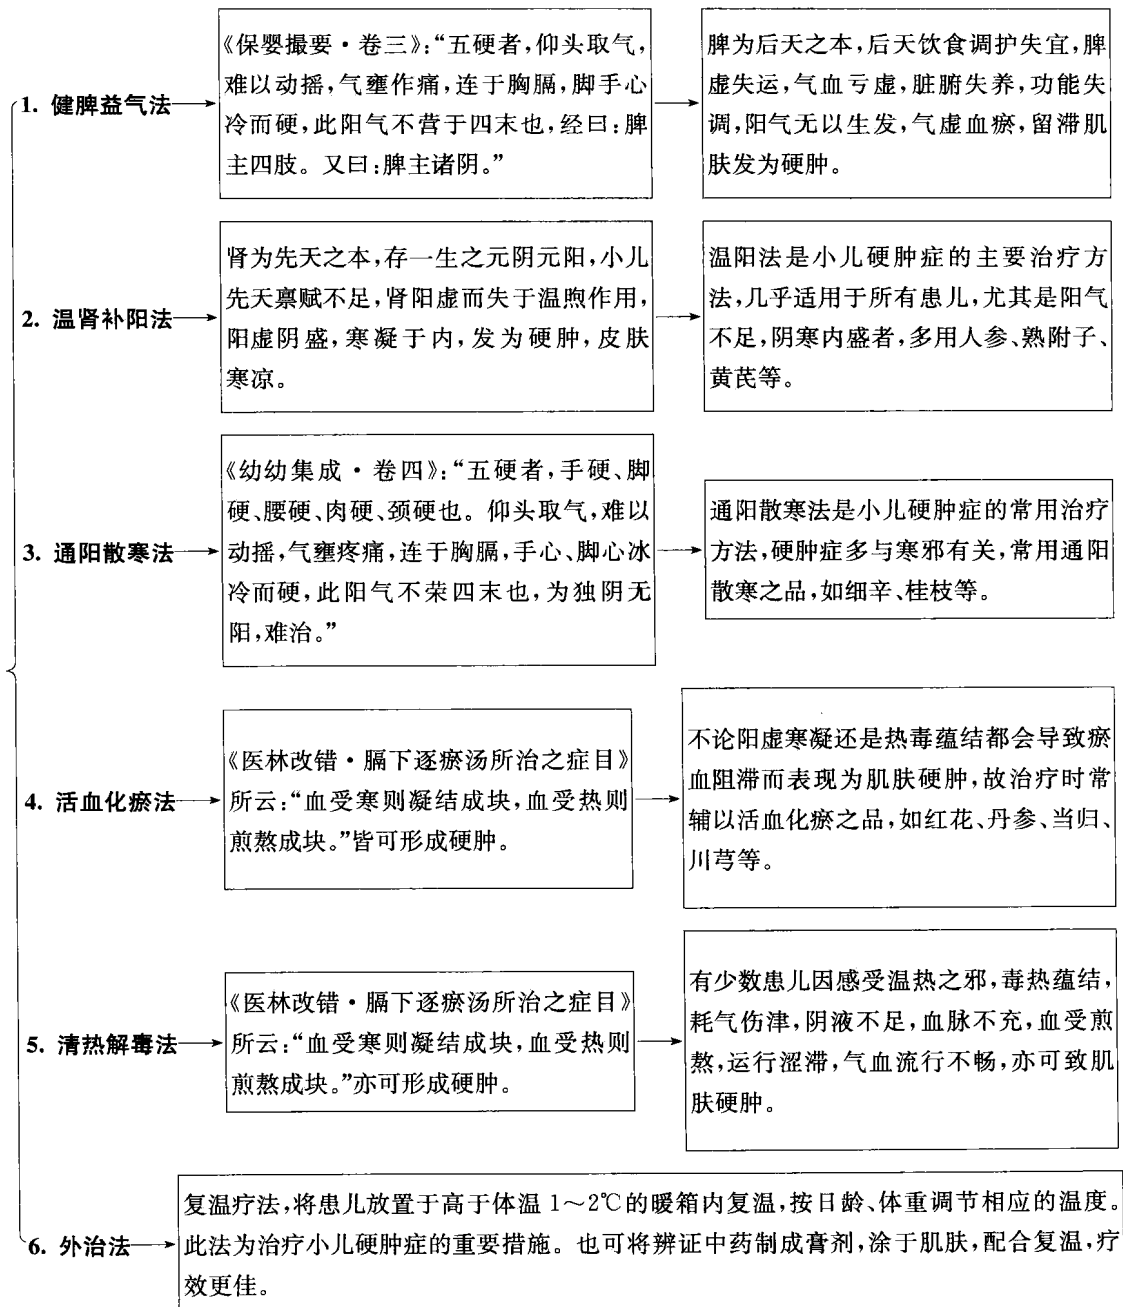 1. 健脾益气法
《保婴撮要·卷三》：“五硬者，仰头取气，
难以动摇，气壅作痛，连于胸膈，脚手心
冷而硬，此阳气不营于四末也，经曰：脾
主四肢。又曰：脾主诸阴。”
脾为后天之本，后天饮食调护失宜，脾
虚失运，气血亏虚，脏腑失养，功能失
调，阳气无以生发，气虚血瘀，留滞肌
肤发为硬肿。
2. 温肾补阳法
肾为先天之本，存一生之元阴元阳，小儿
先天禀赋不足，肾阳虚而失于温煦作用，
阳虚阴盛，寒凝于内，发为硬肿，皮肤
寒凉。
温阳法是小儿硬肿症的主要治疗方
法，几乎适用于所有患儿，尤其是阳气
不足，阴寒内盛者，多用人参、熟附子、
黄芪等。
3. 通阳散寒法
《幼幼集成·卷四》：“五硬者，手硬、脚
硬、腰硬、肉硬、颈硬也。仰头取气，难以
动摇，气壅疼痛，连于胸膈，手心、脚心冰
冷而硬，此阳气不荣四末也，为独阴无
阳，难治。”
通阳散寒法是小儿硬肿症的常用治疗
方法，硬肿症多与寒邪有关，常用通阳
散寒之品，如细辛、桂枝等。
4. 活血化瘀法
《医林改错·膈下逐瘀汤所治之症目》
所云：“血受寒则凝结成块，血受热则
煎熬成块。”皆可形成硬肿。
不论阳虚寒凝还是热毒蕴结都会导致瘀
血阻滞而表现为肌肤硬肿，故治疗时常
辅以活血化瘀之品，如红花、丹参、当归、
川芎等。
5. 清热解毒法
《医林改错·膈下逐瘀汤所治之症目》
所云：“血受寒则凝结成块，血受热则
煎熬成块。”亦可形成硬肿。
有少数患儿因感受温热之邪，毒热蕴结，
耗气伤津，阴液不足，血脉不充，血受煎
熬，运行涩滞，气血流行不畅，亦可致肌
肤硬肿。
6. 外治法
复温疗法，将患儿放置于高于体温 1～2℃的暖箱内复温，按日龄、体重调节相应的温度。
此法为治疗小儿硬肿症的重要措施。也可将辨证中药制成膏剂，涂于肌肤，配合复温，疗
效更佳。